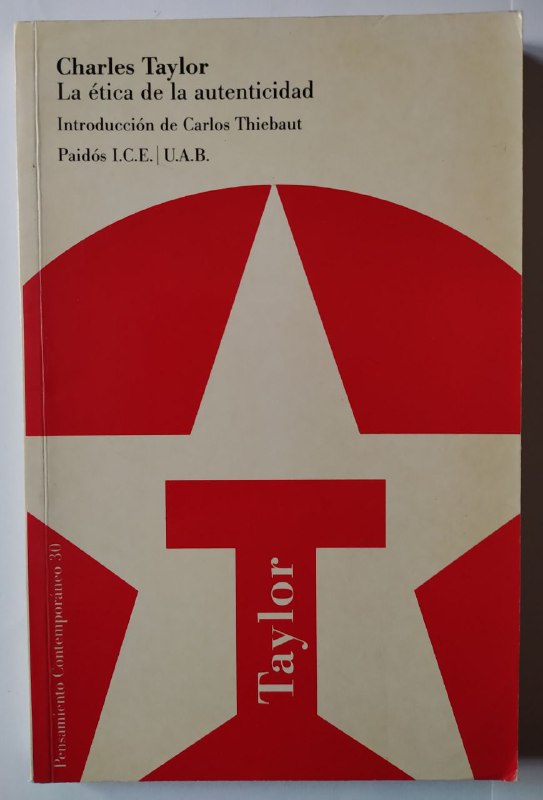 Charles Taylor
La ética de la autenticidad
Introducción de Carlos Thiebaut
Paidós I.C.E. | U.A.B.
T
Taylor
Pensamiento Contemporáneo 30